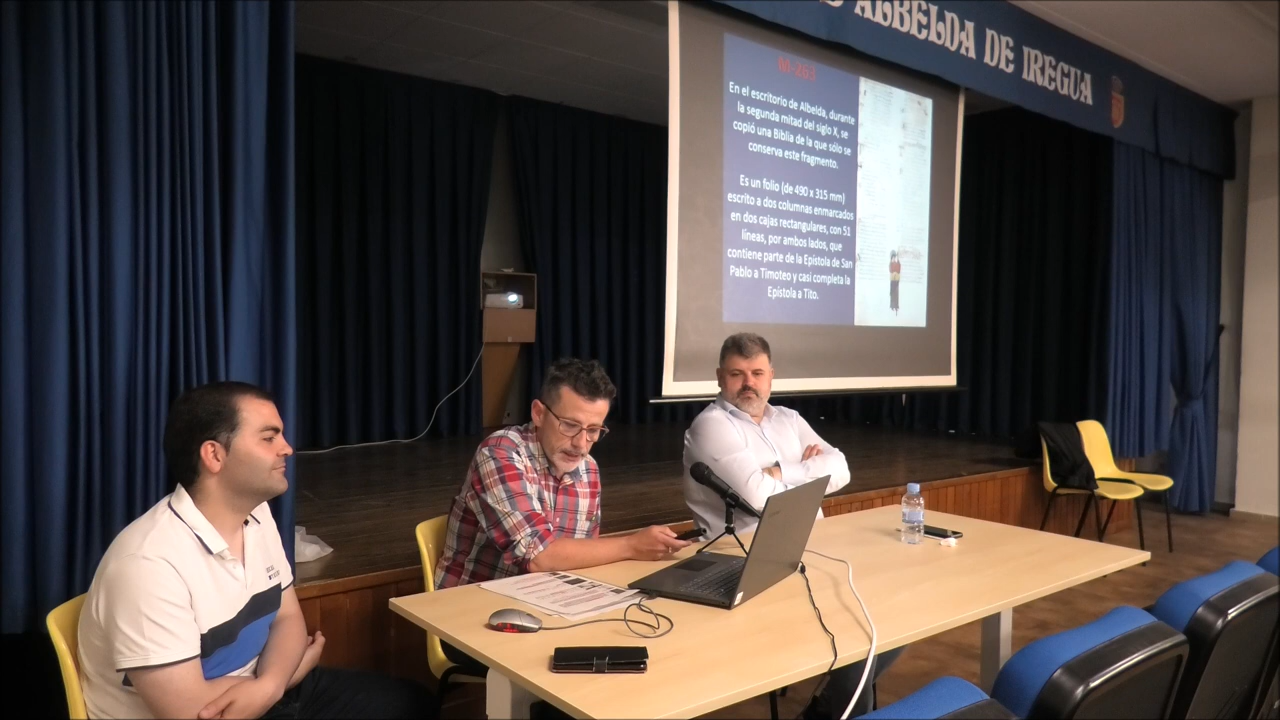 ALBELDA DE IREGUA
M-263
En el escritorio de Albelda, durante
la segunda mitad del siglo X, se
copió una Biblia de la que sólo se
conserva este fragmento.
Es un folio (de 490 x 315 mm)
escrito a dos columnas enmarcados
en dos cajas rectangulares, con 51
líneas, por ambos lados, que
contiene parte de la Epístola de San
Pablo a Timoteo y casi completa la
Epístola a Tito.